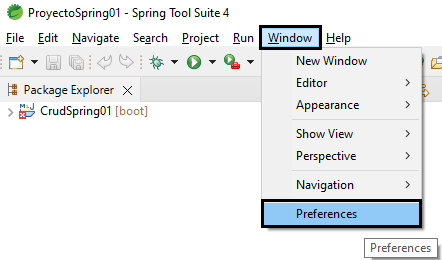 ProyectoSpring01 - Spring Tool Suite 4
File Edit Navigate Search Project Run Window Help
Package Explorer
CrudSpring01 [boot]
New Window
Editor
Appearance
Show View
Perspective
Navigation
Preferences
Preferences